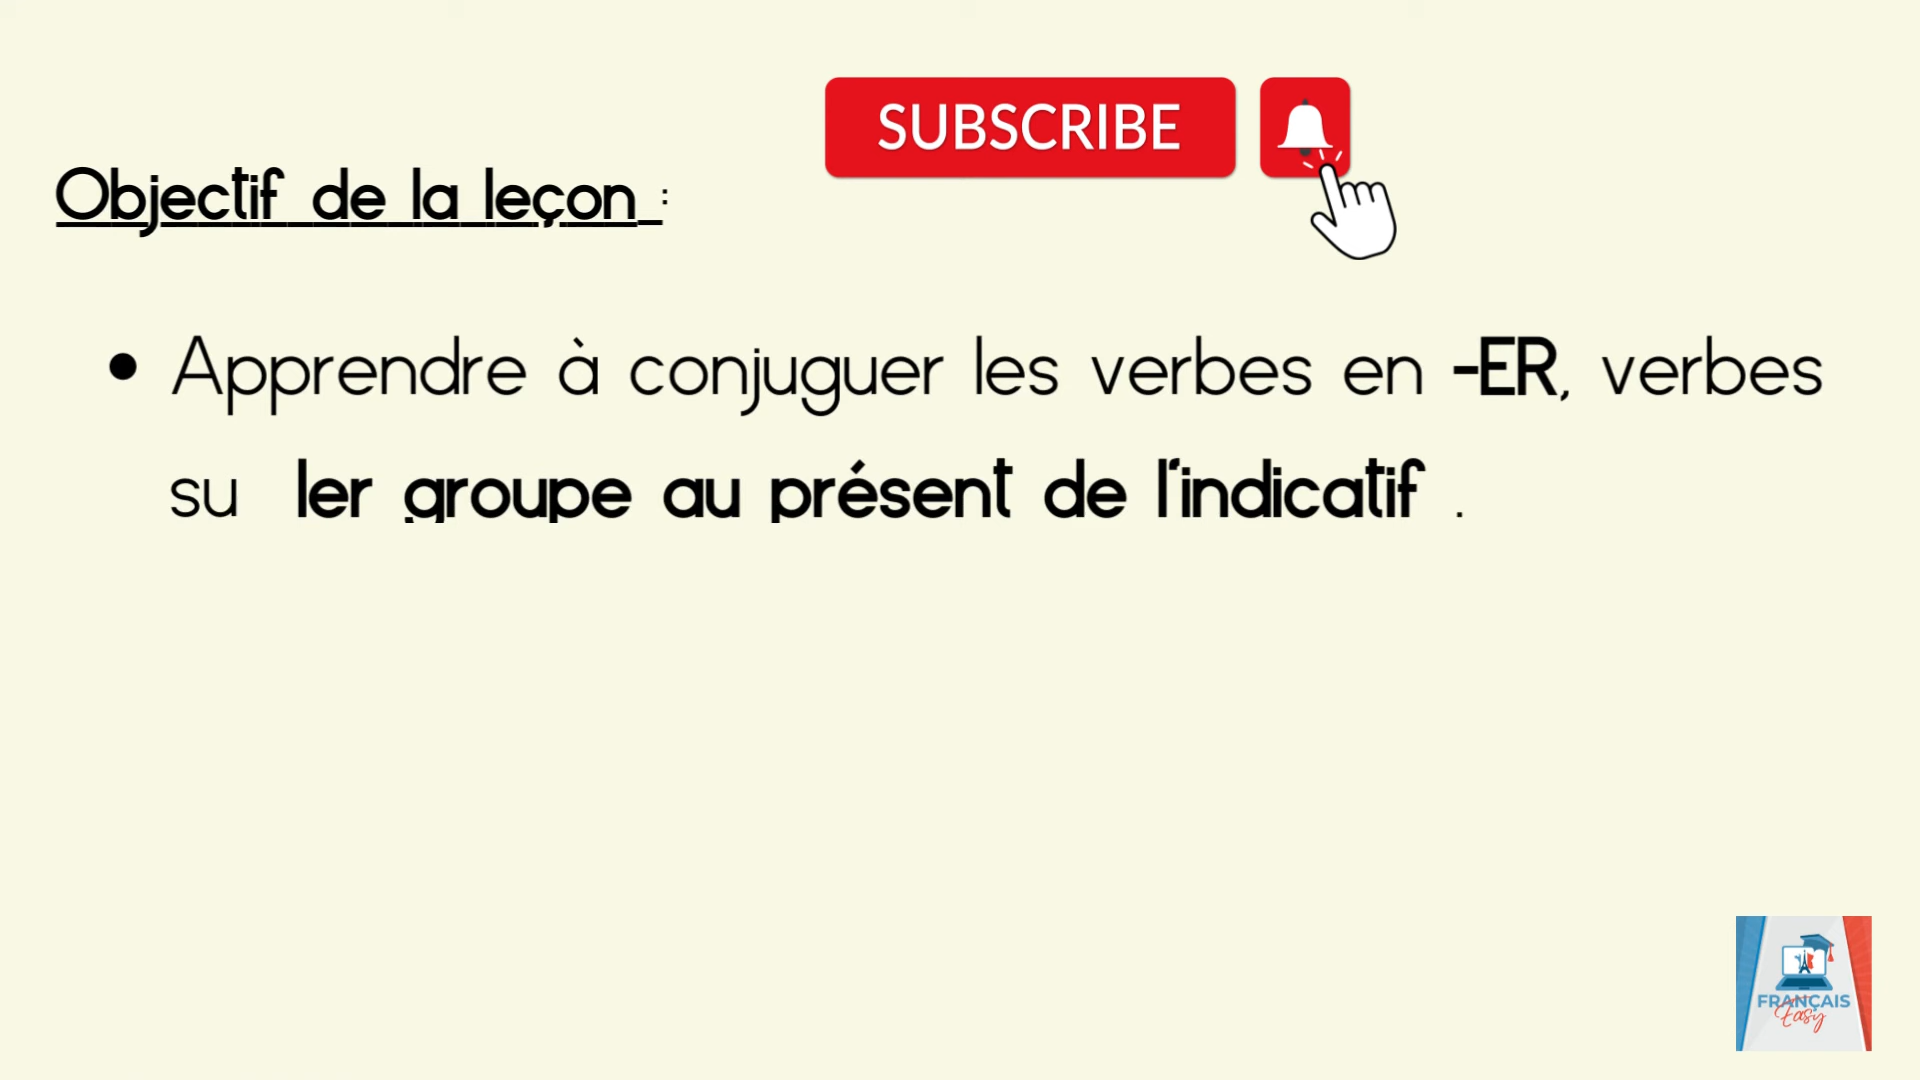 SUBSCRIBE
Objectif de la leçon :
• Apprendre à conjuguer les verbes en -ER, verbes
su 1er groupe au présent de l'indicatif .
FRANÇAIS
Easy